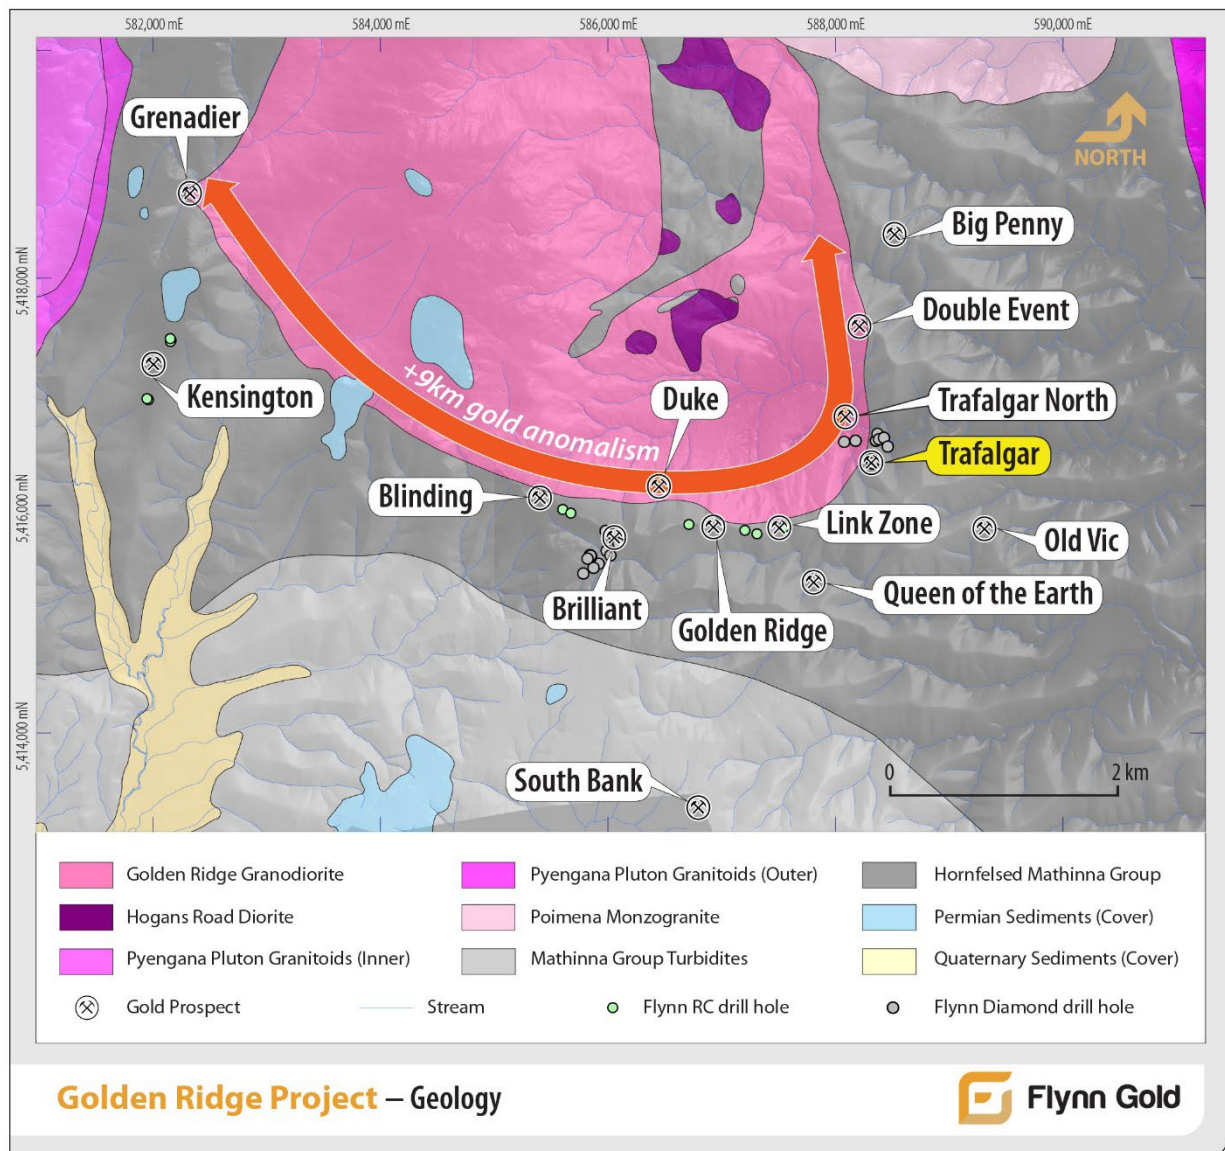 582,000 mE
584,000 mE
586,000 mE
588,000 mE
590,000 mE
Grenadier
NORTH
Big Penny
5,418,000 mN
Double Event
Kensington
+9km gold anomalism
Duke
Trafalgar North
Trafalgar
Blinding
5,416,000 mN
Link Zone
Old Vic
Brilliant
Golden Ridge
Queen of the Earth
5,414,000 mN
South Bank
0
2 km
Golden Ridge Granodiorite
Pyengana Pluton Granitoids (Outer)
Hornfelsed Mathinna Group
Hogans Road Diorite
Poimena Monzogranite
Permian Sediments (Cover)
Pyengana Pluton Granitoids (Inner)
Mathinna Group Turbidites
Quaternary Sediments (Cover)
Gold Prospect
Stream
Flynn RC drill hole
Flynn Diamond drill hole
Golden Ridge Project – Geology
Flynn Gold